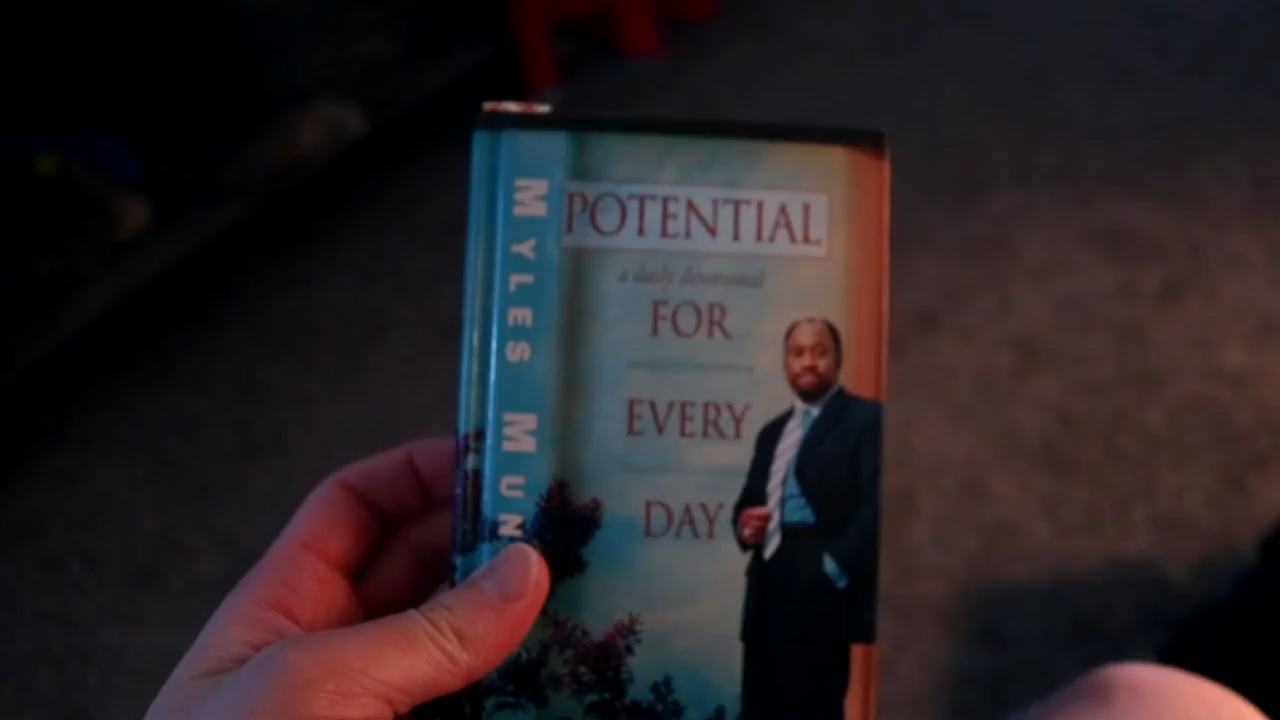 MYLES MUN
POTENTIAL
a daily devotional
FOR
EVERY
DAY